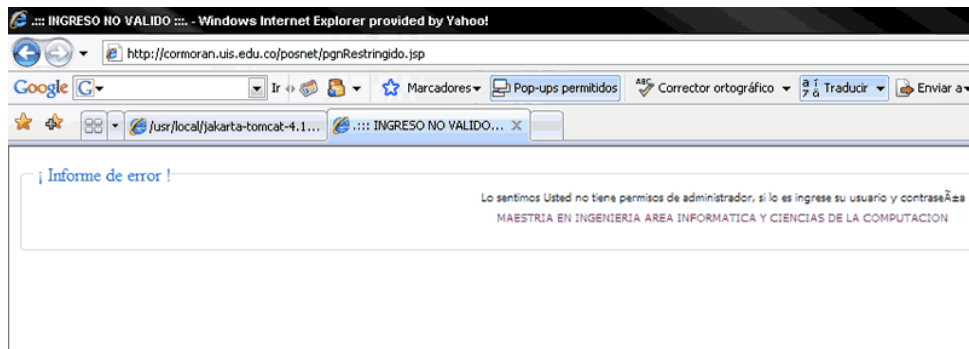 .::: INGRESO NO VALIDO :::. - Windows Internet Explorer provided by Yahoo!
http://cormoran.uis.edu.co/posnet/pgnRestringido.jsp
Google G Ir Marcadores Pop-ups permitidos ABC Corrector ortográfico Traducir Enviar a
/usr/local/jakarta-tomcat-4.1... .::: INGRESO NO VALIDO... X
¡ Informe de error !
Lo sentimos Usted no tiene permisos de administrador, si lo es ingrese su usuario y contraseÃ±a
MAESTRIA EN INGENIERIA AREA INFORMATICA Y CIENCIAS DE LA COMPUTACION